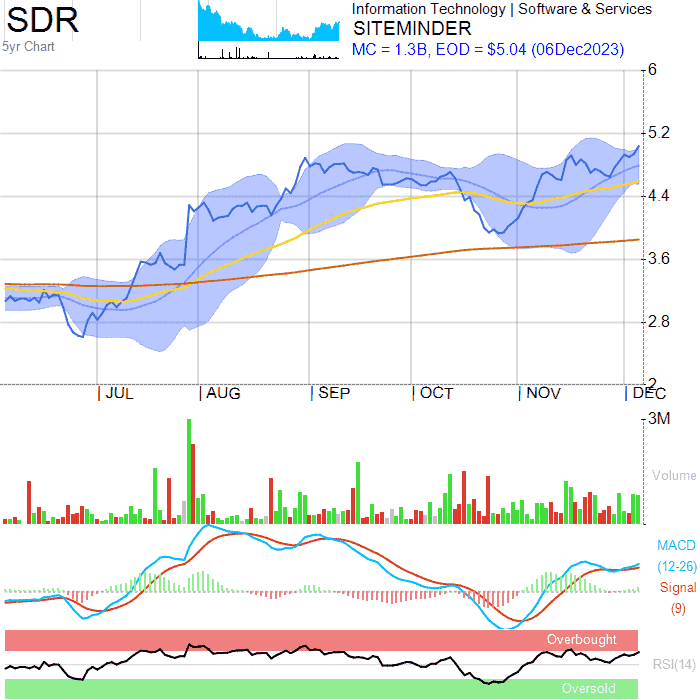 SDR
5yr Chart
Information Technology | Software & Services
SITEMINDER
MC = 1.3B, EOD = $5.04 (06Dec2023)
6
5.2
4.4
3.6
2.8
2
JUL AUG SEP OCT NOV DEC
3M
Volume
MACD
(12-26)
Signal
(9)
Overbought
RSI(14)
Oversold